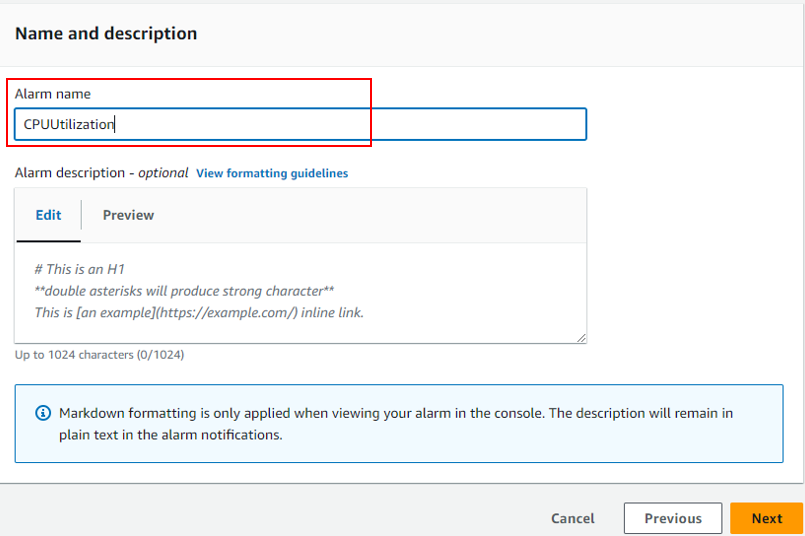 Name and description
Alarm name
CPUUtilization
Alarm description - optional View formatting guidelines
Edit Preview
# This is an H1
**double asterisks will produce strong character**
This is [an example](https://example.com/) inline link.
Up to 1024 characters (0/1024)
Markdown formatting is only applied when viewing your alarm in the console. The description will remain in
plain text in the alarm notifications.
Cancel Previous Next